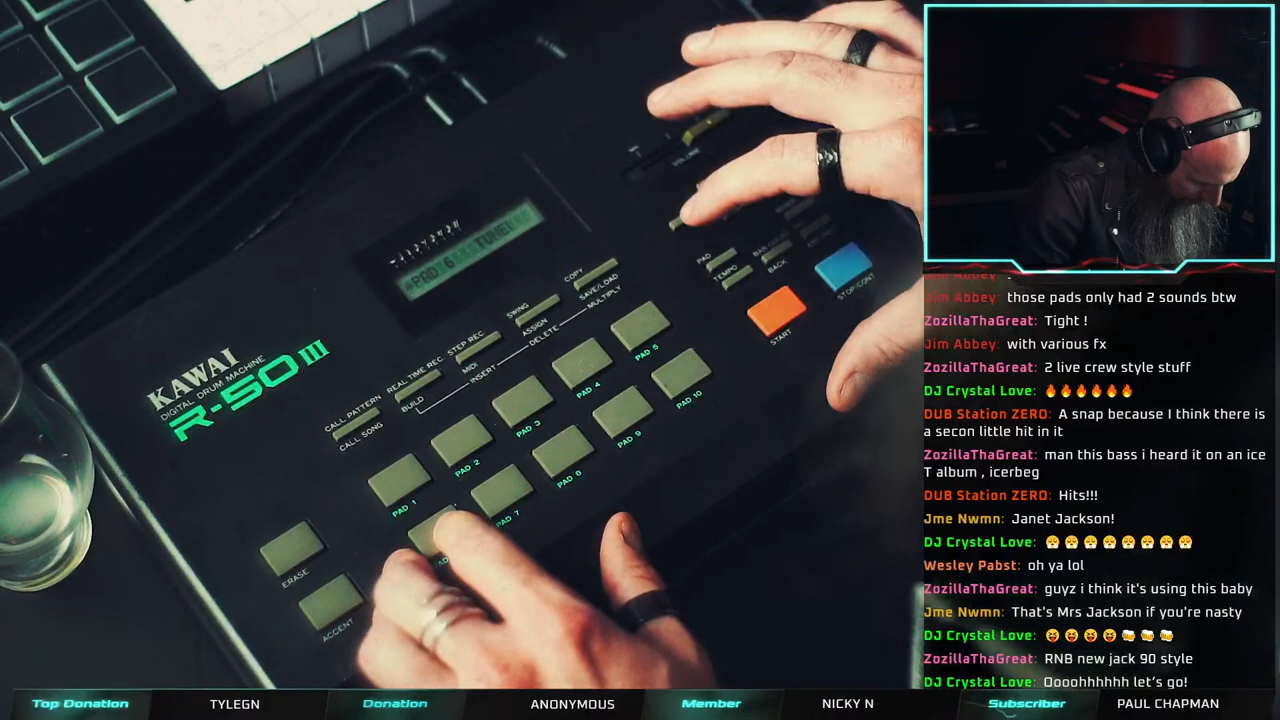 KAWAI
DIGITAL DRUM MACHINE
R-50 III
PAD: 6 TUNE:
VOLUME
CALL PATTERN
CALL SONG
REAL TIME REC
BUILD
STEP REC
MIDI
INSERT
SWING
ASSIGN
DELETE
COPY
SAVE/LOAD
MULTIPLY
PAD
TEMPO
BACK
START
STOP/CONT
PAD 1
PAD 2
PAD 3
PAD 4
PAD 5
PAD 7
PAD 8
PAD 9
PAD 10
ERASE
ACCENT
Jim Abbey: those pads only had 2 sounds btw
ZozillaThaGreat: Tight !
Jim Abbey: with various fx
ZozillaThaGreat: 2 live crew style stuff
DJ Crystal Love: 🔥🔥🔥🔥🔥🔥
DUB Station ZERO: A snap because I think there is
a secon little hit in it
ZozillaThaGreat: man this bass i heard it on an ice
T album , icerbeg
DUB Station ZERO: Hits!!!
Jme Nwmn: Janet Jackson!
DJ Crystal Love: 😤😤😤😤😤😤😤😤
Wesley Pabst: oh ya lol
ZozillaThaGreat: guyz i think it's using this baby
Jme Nwmn: That's Mrs Jackson if you're nasty
DJ Crystal Love: 😝😝😝😝🍻🍻🍻
ZozillaThaGreat: RNB new jack 90 style
DJ Crystal Love: Oooohhhhhh let's go!
Top Donation TYLEGN Donation ANONYMOUS Member NICKY N Subscriber PAUL CHAPMAN